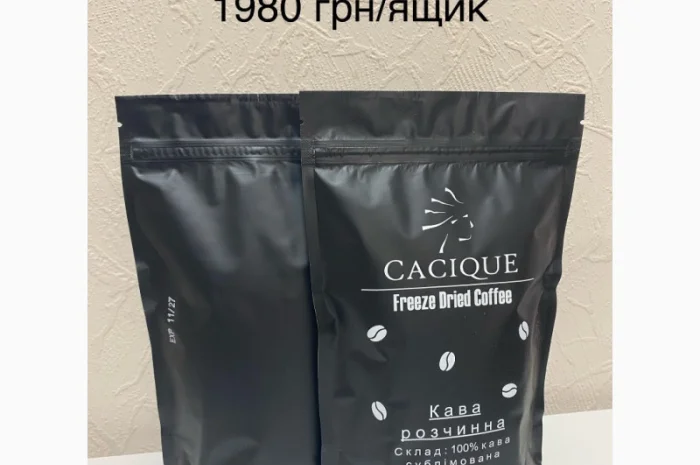 1980 грн/ящик
EXP 11/27
CACIQUE
Freeze Dried Coffee
Кава
розчинна
Склад: 100% кава
сублімована